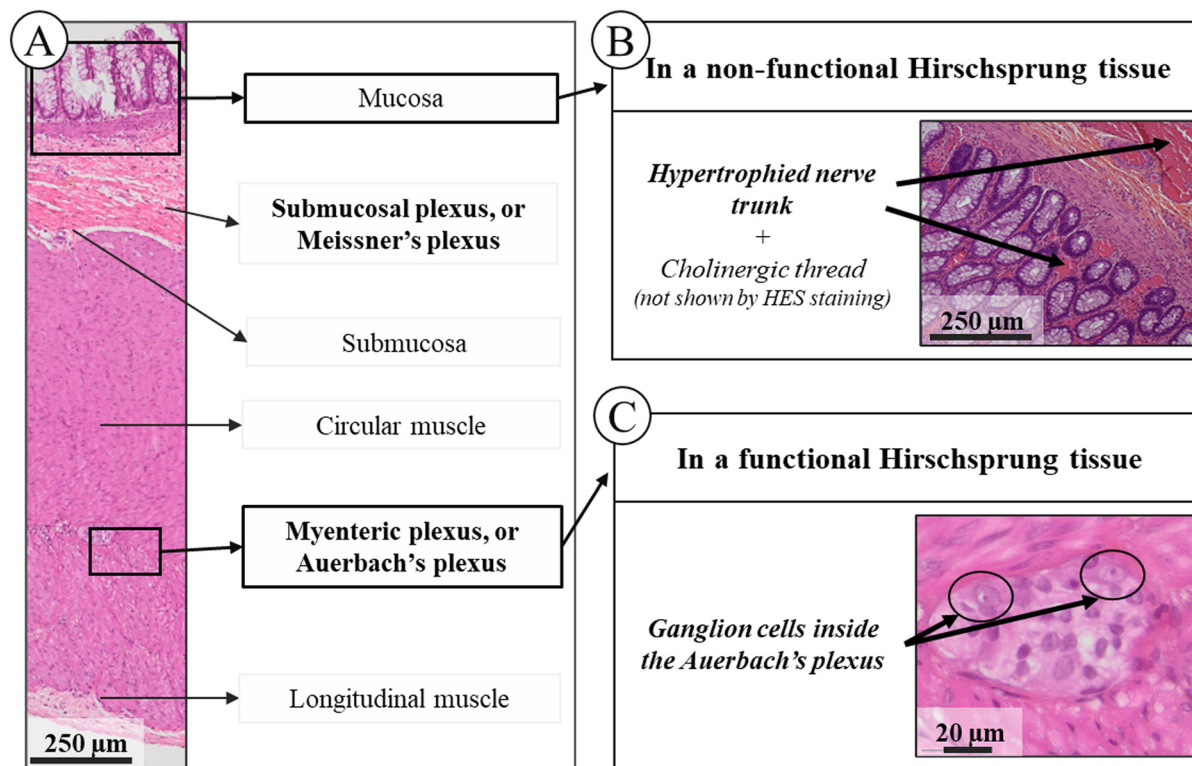 A
Mucosa
Submucosal plexus, or
Meissner's plexus
Submucosa
Circular muscle
Myenteric plexus, or
Auerbach's plexus
Longitudinal muscle
250 μm
B
In a non-functional Hirschsprung tissue
Hypertrophied nerve
trunk
+
Cholinergic thread
(not shown by HES staining)
250 μm
C
In a functional Hirschsprung tissue
Ganglion cells inside
the Auerbach's plexus
20 μm